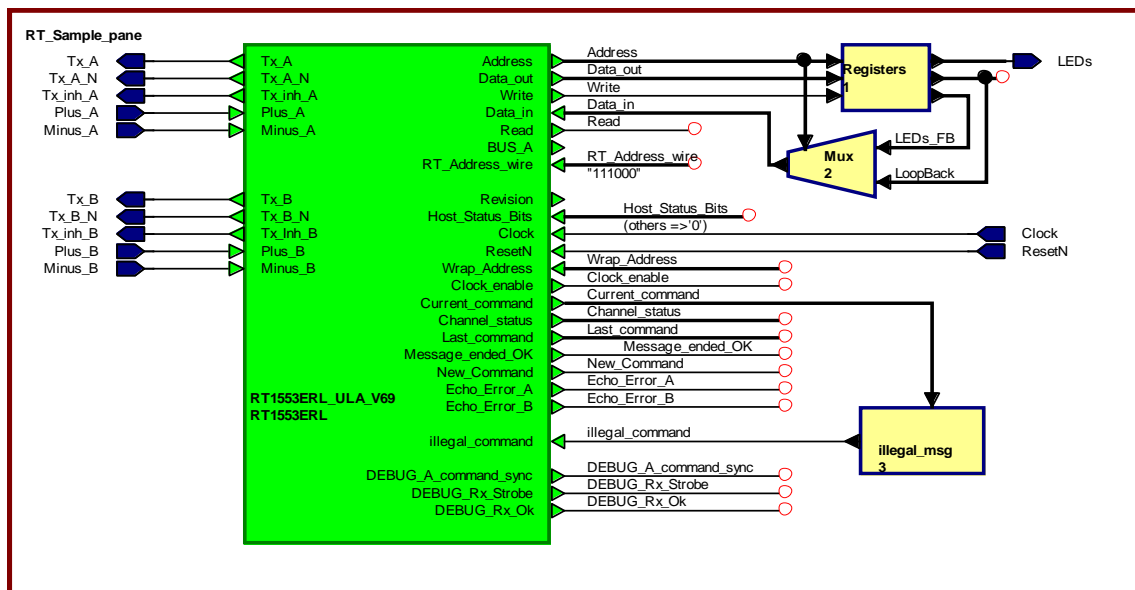 RT_Sample_pane
Tx_A
Tx_A_N
Tx_inh_A
Plus_A
Minus_A
Tx_B
Tx_B_N
Tx_inh_B
Plus_B
Minus_B
Tx_A
Tx_A_N
Tx_inh_A
Plus_A
Minus_A
Tx_B
Tx_B_N
Tx_Inh_B
Plus_B
Minus_B
RT1553ERL_ULA_V69
RT1553ERL
Address
Data_out
Write
Data_in
Read
BUS_A
RT_Address_wire
Revision
Host_Status_Bits
Clock
ResetN
Wrap_Address
Clock_enable
Current_command
Channel_status
Last_command
Message_ended_OK
New_Command
Echo_Error_A
Echo_Error_B
illegal_command
DEBUG_A_command_sync
DEBUG_Rx_Strobe
DEBUG_Rx_Ok
Address
Data_out
Write
Data_in
Read
RT_Address_wire
"111000"
Host_Status_Bits
(others =>'0')
Wrap_Address
Clock_enable
Current_command
Channel_status
Last_command
Message_ended_OK
New_Command
Echo_Error_A
Echo_Error_B
illegal_command
DEBUG_A_command_sync
DEBUG_Rx_Strobe
DEBUG_Rx_Ok
Registers
1
Mux
2
LEDs_FB
LoopBack
illegal_msg
3
LEDs
Clock
ResetN